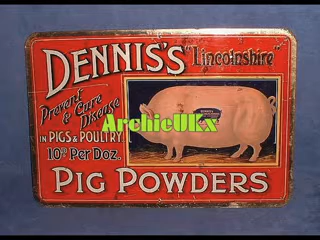 DENNIS'S "Lincolnshire"
Prevent
& Cure
Disease
IN PIGS & POULTRY!
10D Per Doz.
PIG POWDERS
ArchieUKx